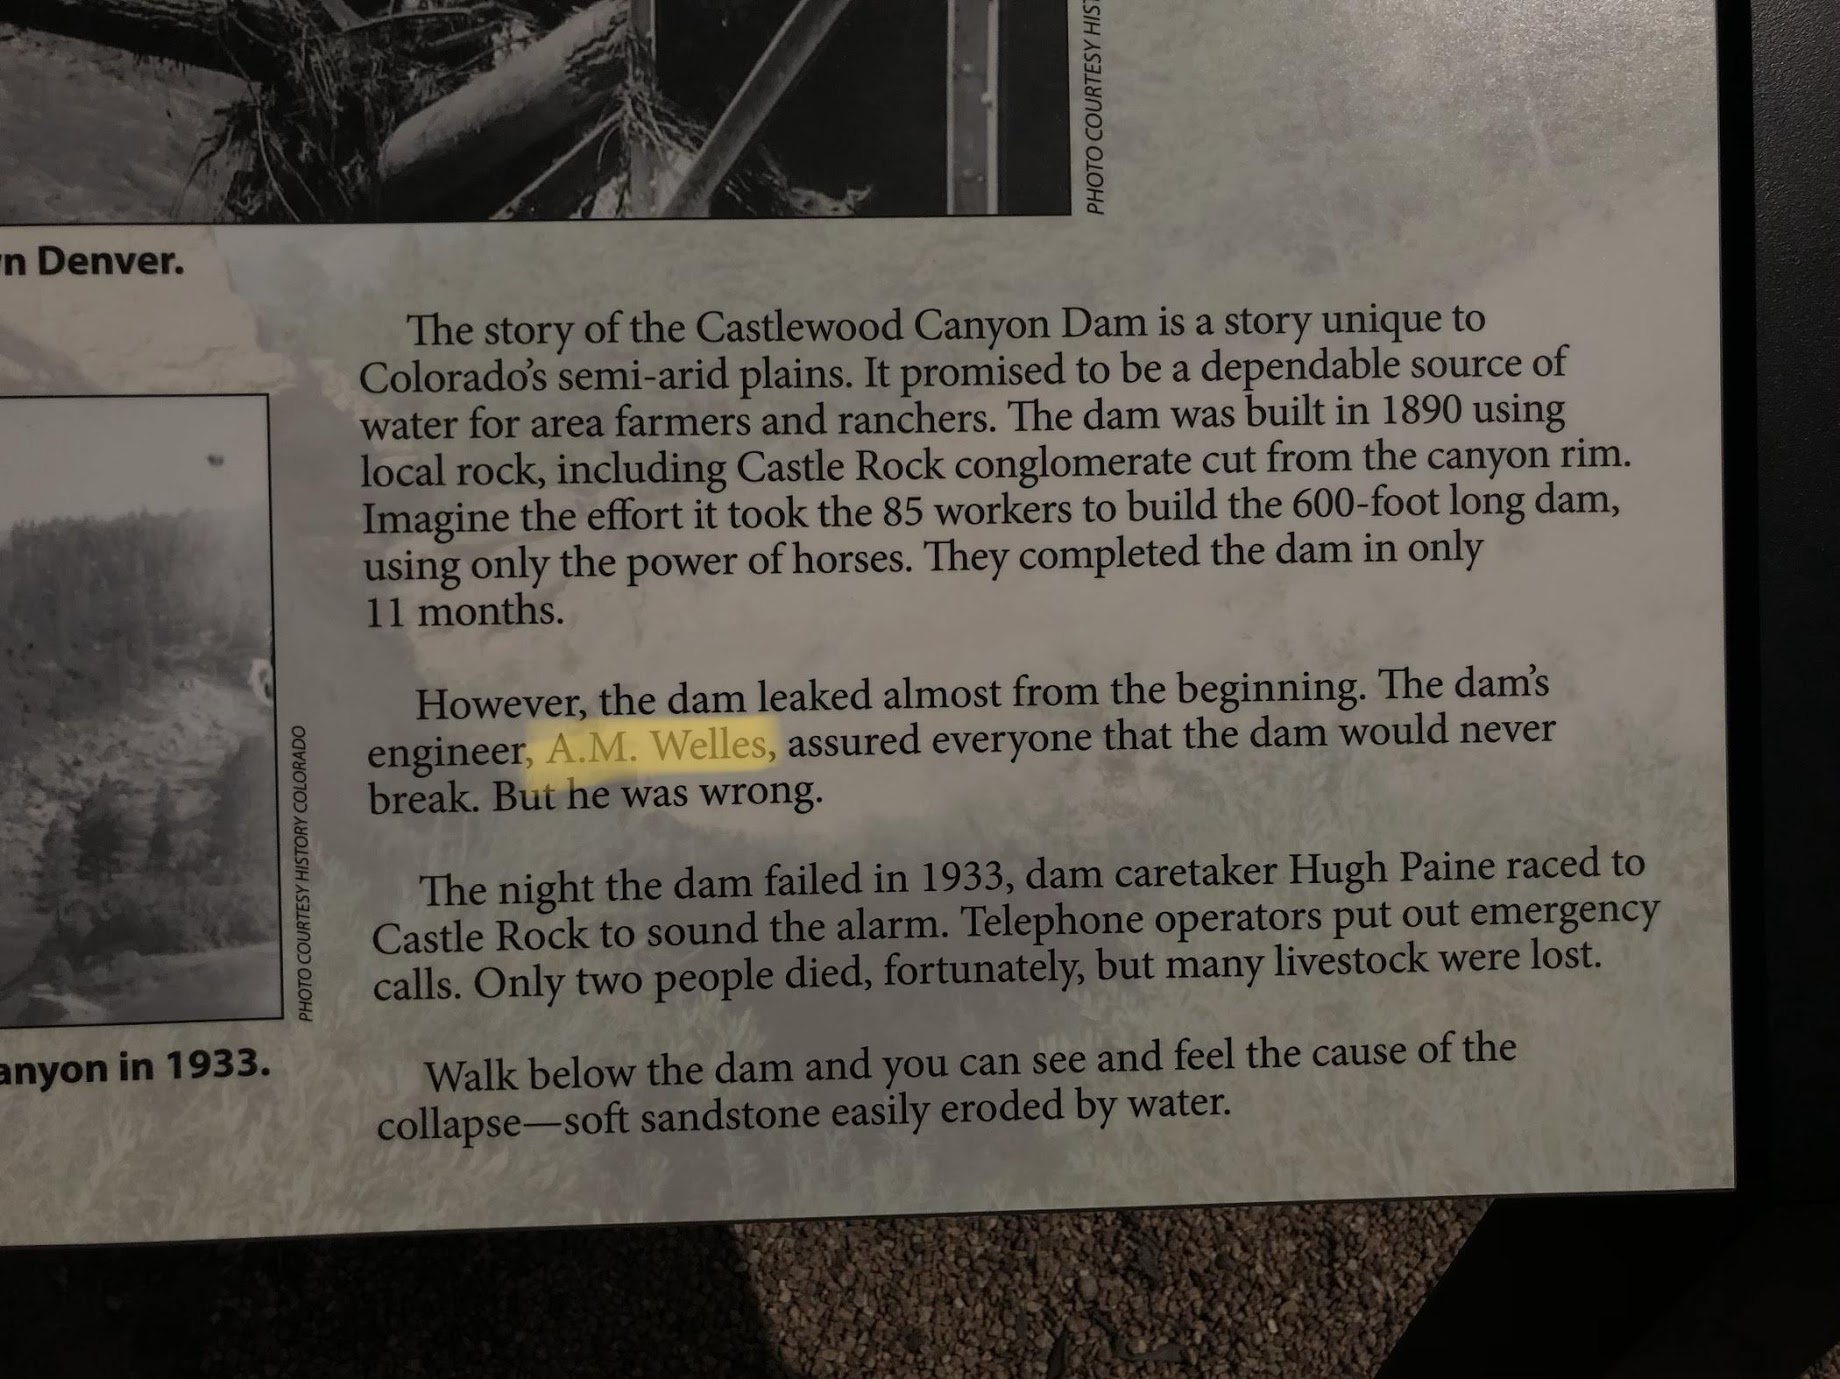 PHOTO COURTESY HIST
n Denver.
The story of the Castlewood Canyon Dam is a story unique to
Colorado's semi-arid plains. It promised to be a dependable source of
water for area farmers and ranchers. The dam was built in 1890 using
local rock, including Castle Rock conglomerate cut from the canyon rim.
Imagine the effort it took the 85 workers to build the 600-foot long dam,
using only the power of horses. They completed the dam in only
11 months.
However, the dam leaked almost from the beginning. The dam's
engineer, A.M. Welles, assured everyone that the dam would never
break. But he was wrong.
The night the dam failed in 1933, dam caretaker Hugh Paine raced to
Castle Rock to sound the alarm. Telephone operators put out emergency
calls. Only two people died, fortunately, but many livestock were lost.
Walk below the dam and you can see and feel the cause of the
collapse—soft sandstone easily eroded by water.
PHOTO COURTESY HISTORY COLORADO
anyon in 1933.